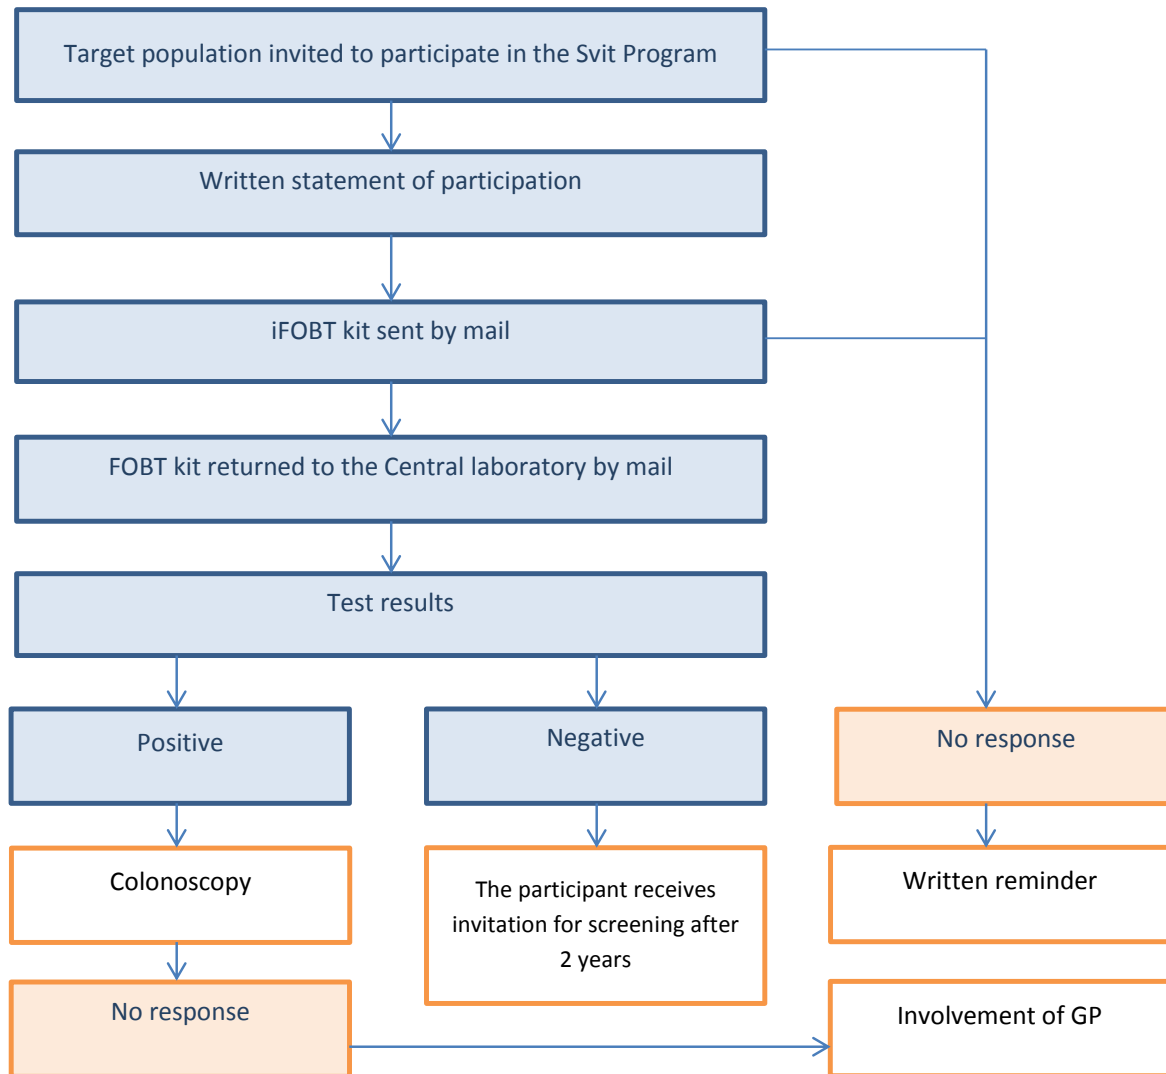 Target population invited to participate in the Svit Program
Written statement of participation
iFOBT kit sent by mail
FOBT kit returned to the Central laboratory by mail
Test results
Positive
Negative
No response
Colonoscopy
The participant receives
invitation for screening after
2 years
Written reminder
No response
Involvement of GP